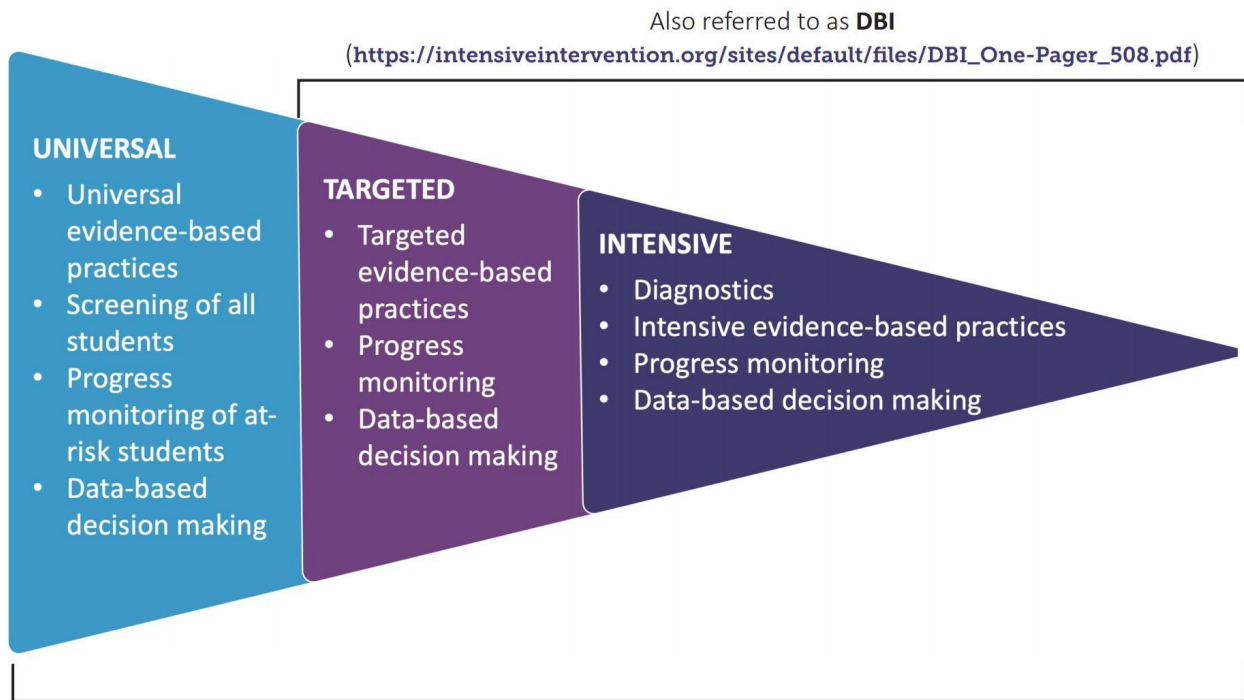 Also referred to as DBI
(https://intensiveintervention.org/sites/default/files/DBI_One-Pager_508.pdf)
UNIVERSAL
• Universal
evidence-based
practices
• Screening of all
students
• Progress
monitoring of at-
risk students
• Data-based
decision making
TARGETED
• Targeted
evidence-based
practices
• Progress
monitoring
• Data-based
decision making
INTENSIVE
• Diagnostics
• Intensive evidence-based practices
• Progress monitoring
• Data-based decision making